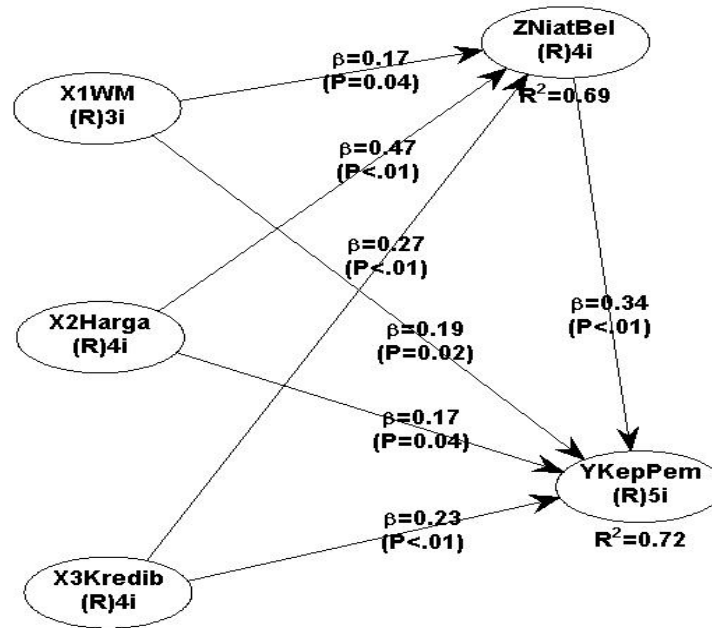 ZNiatBel
(R)4i
R²=0.69
β=0.17
(P=0.04)
X1WM
(R)3i
β=0.47
(P<.01)
β=0.27
(P<.01)
X2Harga
(R)4i
β=0.34
(P<.01)
β=0.19
(P=0.02)
β=0.17
(P=0.04)
YKepPem
(R)5i
R²=0.72
β=0.23
(P<.01)
X3Kredib
(R)4i